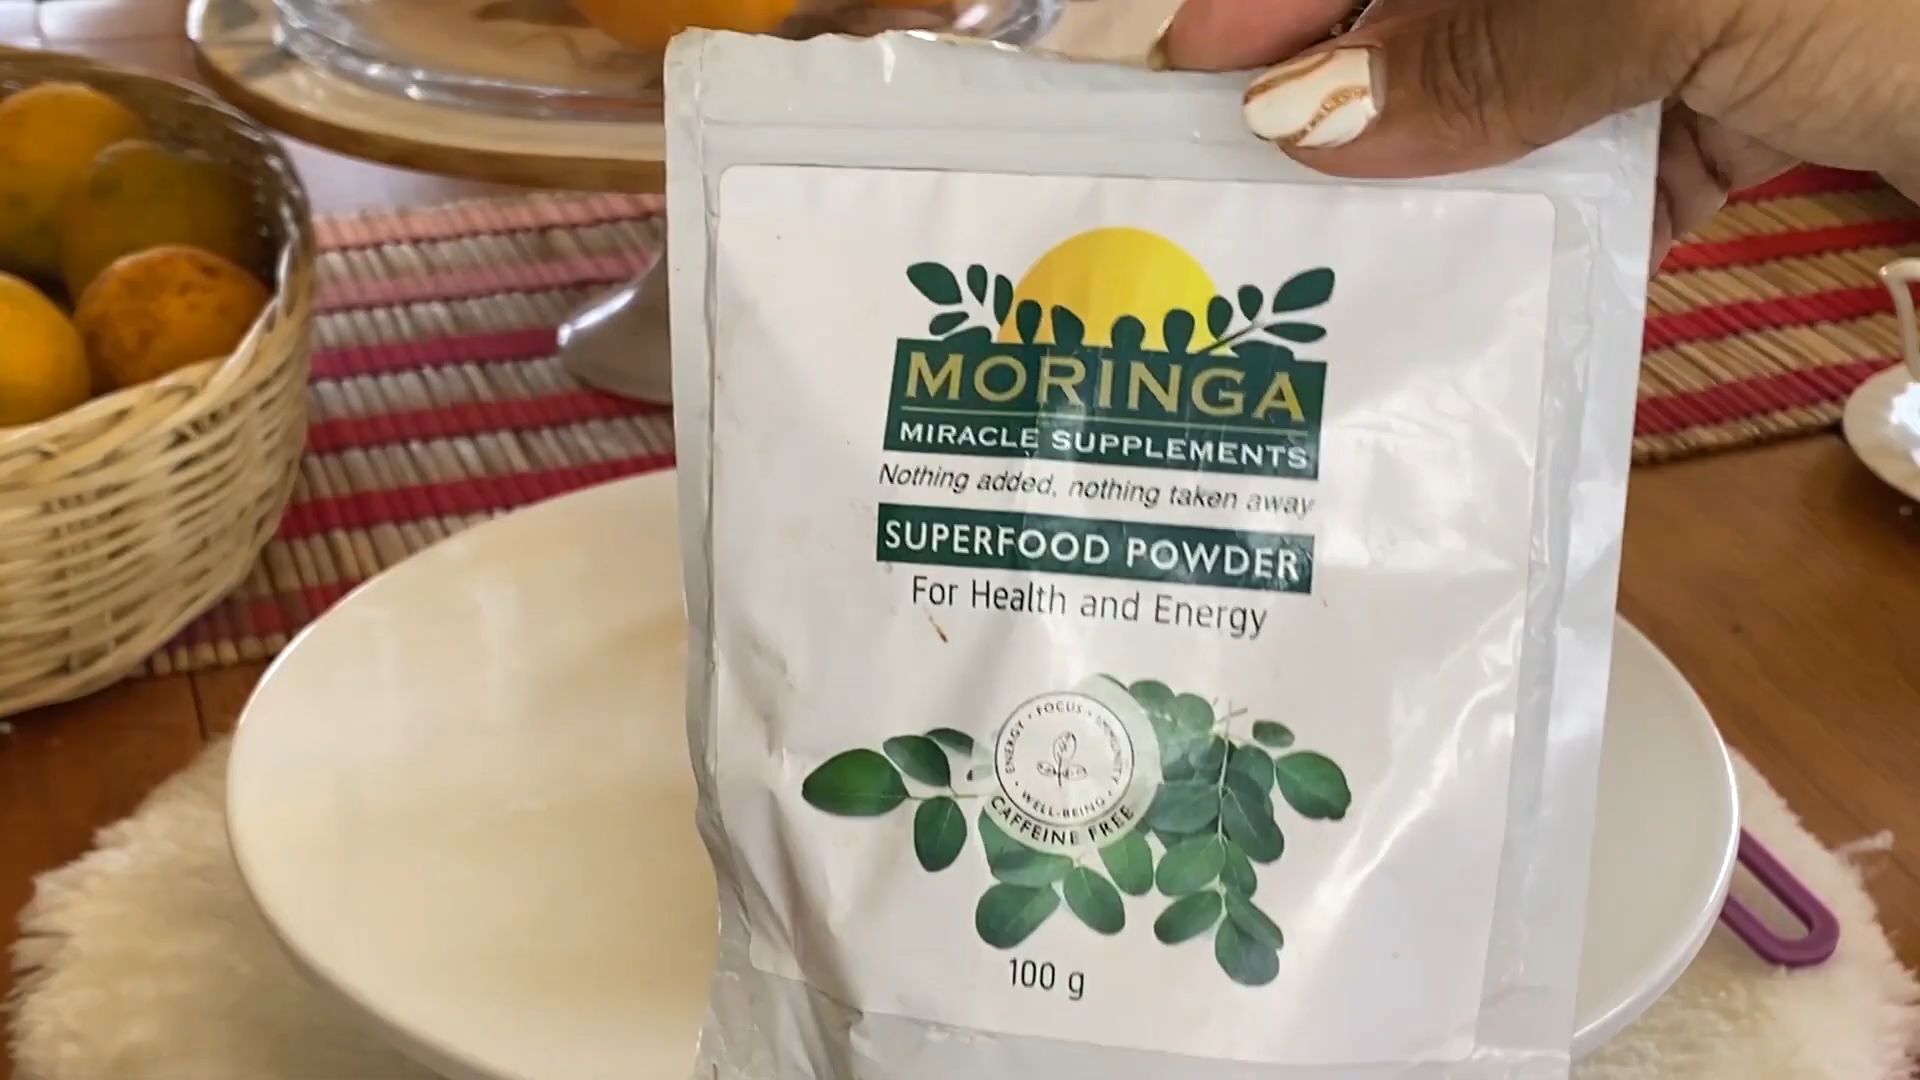 MORINGA
MIRACLE SUPPLEMENTS
Nothing added, nothing taken away
SUPERFOOD POWDER
For Health and Energy
ENERGY · FOCUS · IMMUNITY · WELL-BEING ·
CAFFEINE FREE
100 g